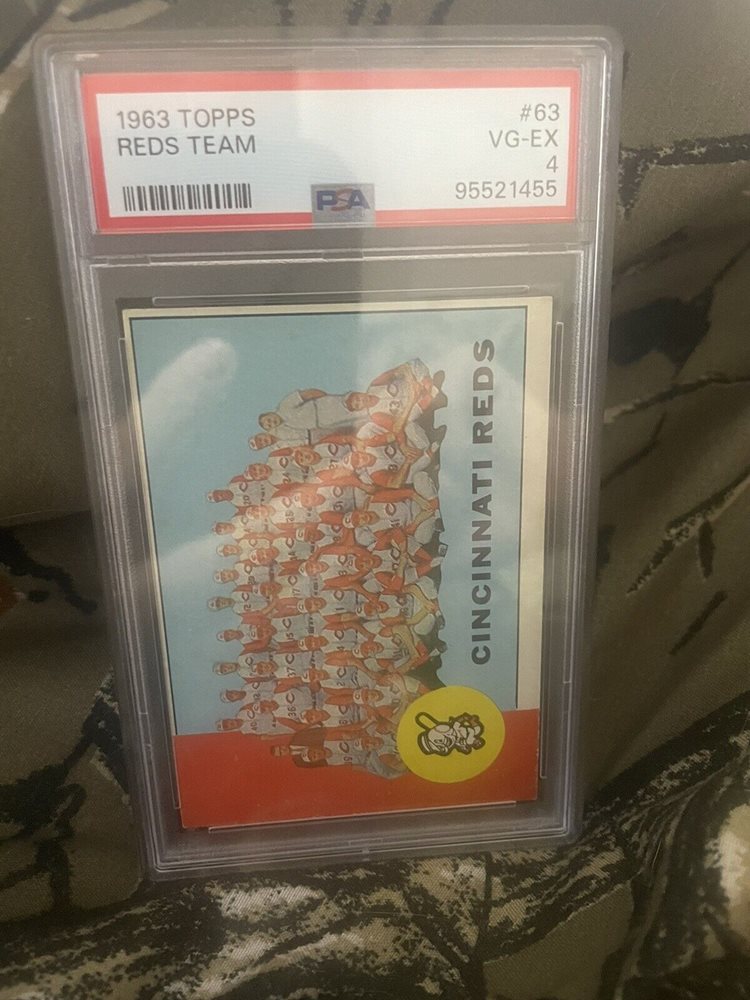 1963 TOPPS #63
REDS TEAM VG-EX
4
PSA 95521455
CINCINNATI REDS